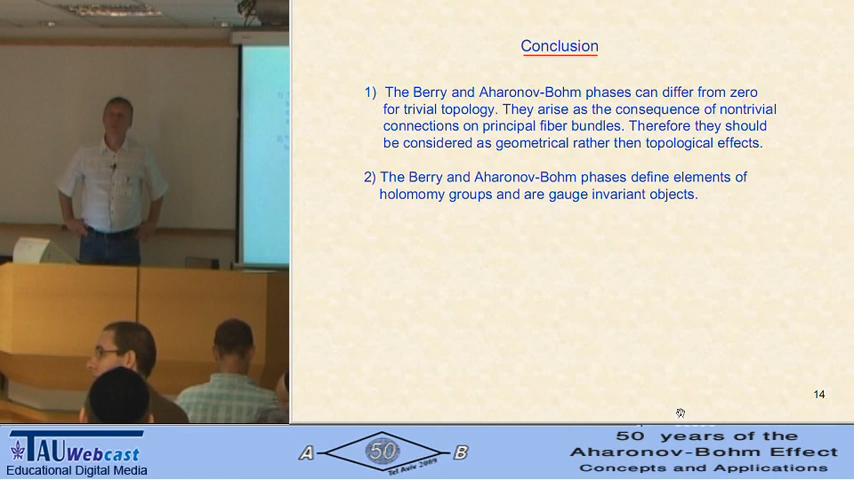 Conclusion
1) The Berry and Aharonov-Bohm phases can differ from zero
for trivial topology. They arise as the consequence of nontrivial
connections on principal fiber bundles. Therefore they should
be considered as geometrical rather then topological effects.
2) The Berry and Aharonov-Bohm phases define elements of
holomomy groups and are gauge invariant objects.
14
TAU Webcast
Educational Digital Media
A 50 B
Tel Aviv 2009
50 years of the
Aharonov-Bohm Effect
Concepts and Applications